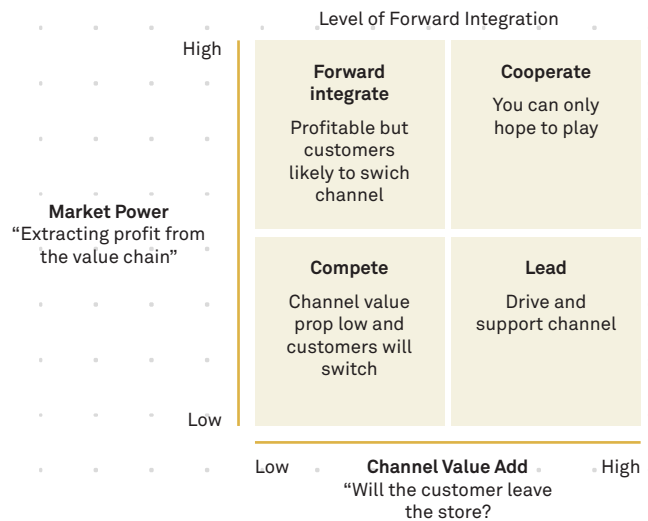 Level of Forward Integration
High
Forward
integrate
Profitable but
customers
likely to swich
channel
Cooperate
You can only
hope to play
Market Power
“Extracting profit from
the value chain”
Compete
Channel value
prop low and
customers will
switch
Lead
Drive and
support channel
Low
Low
Channel Value Add
High
“Will the customer leave
the store?